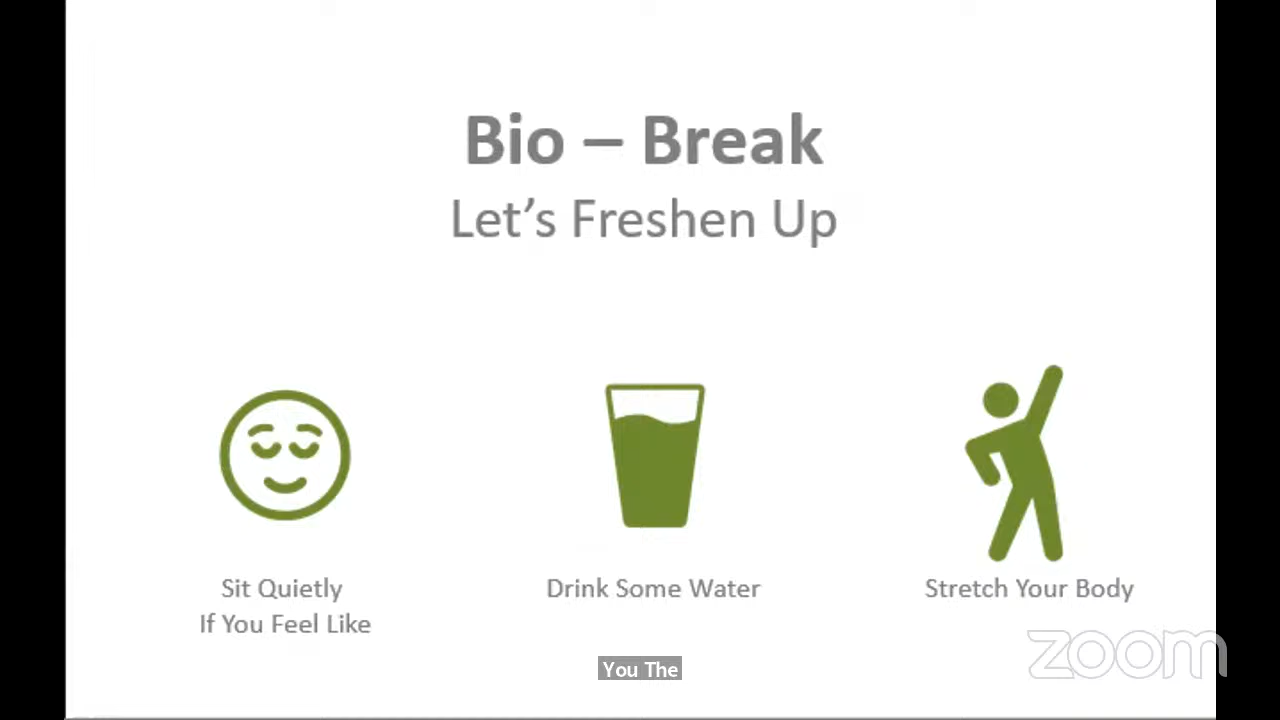 Bio – Break
Let's Freshen Up
Sit Quietly
If You Feel Like
Drink Some Water
Stretch Your Body
You The
zoom